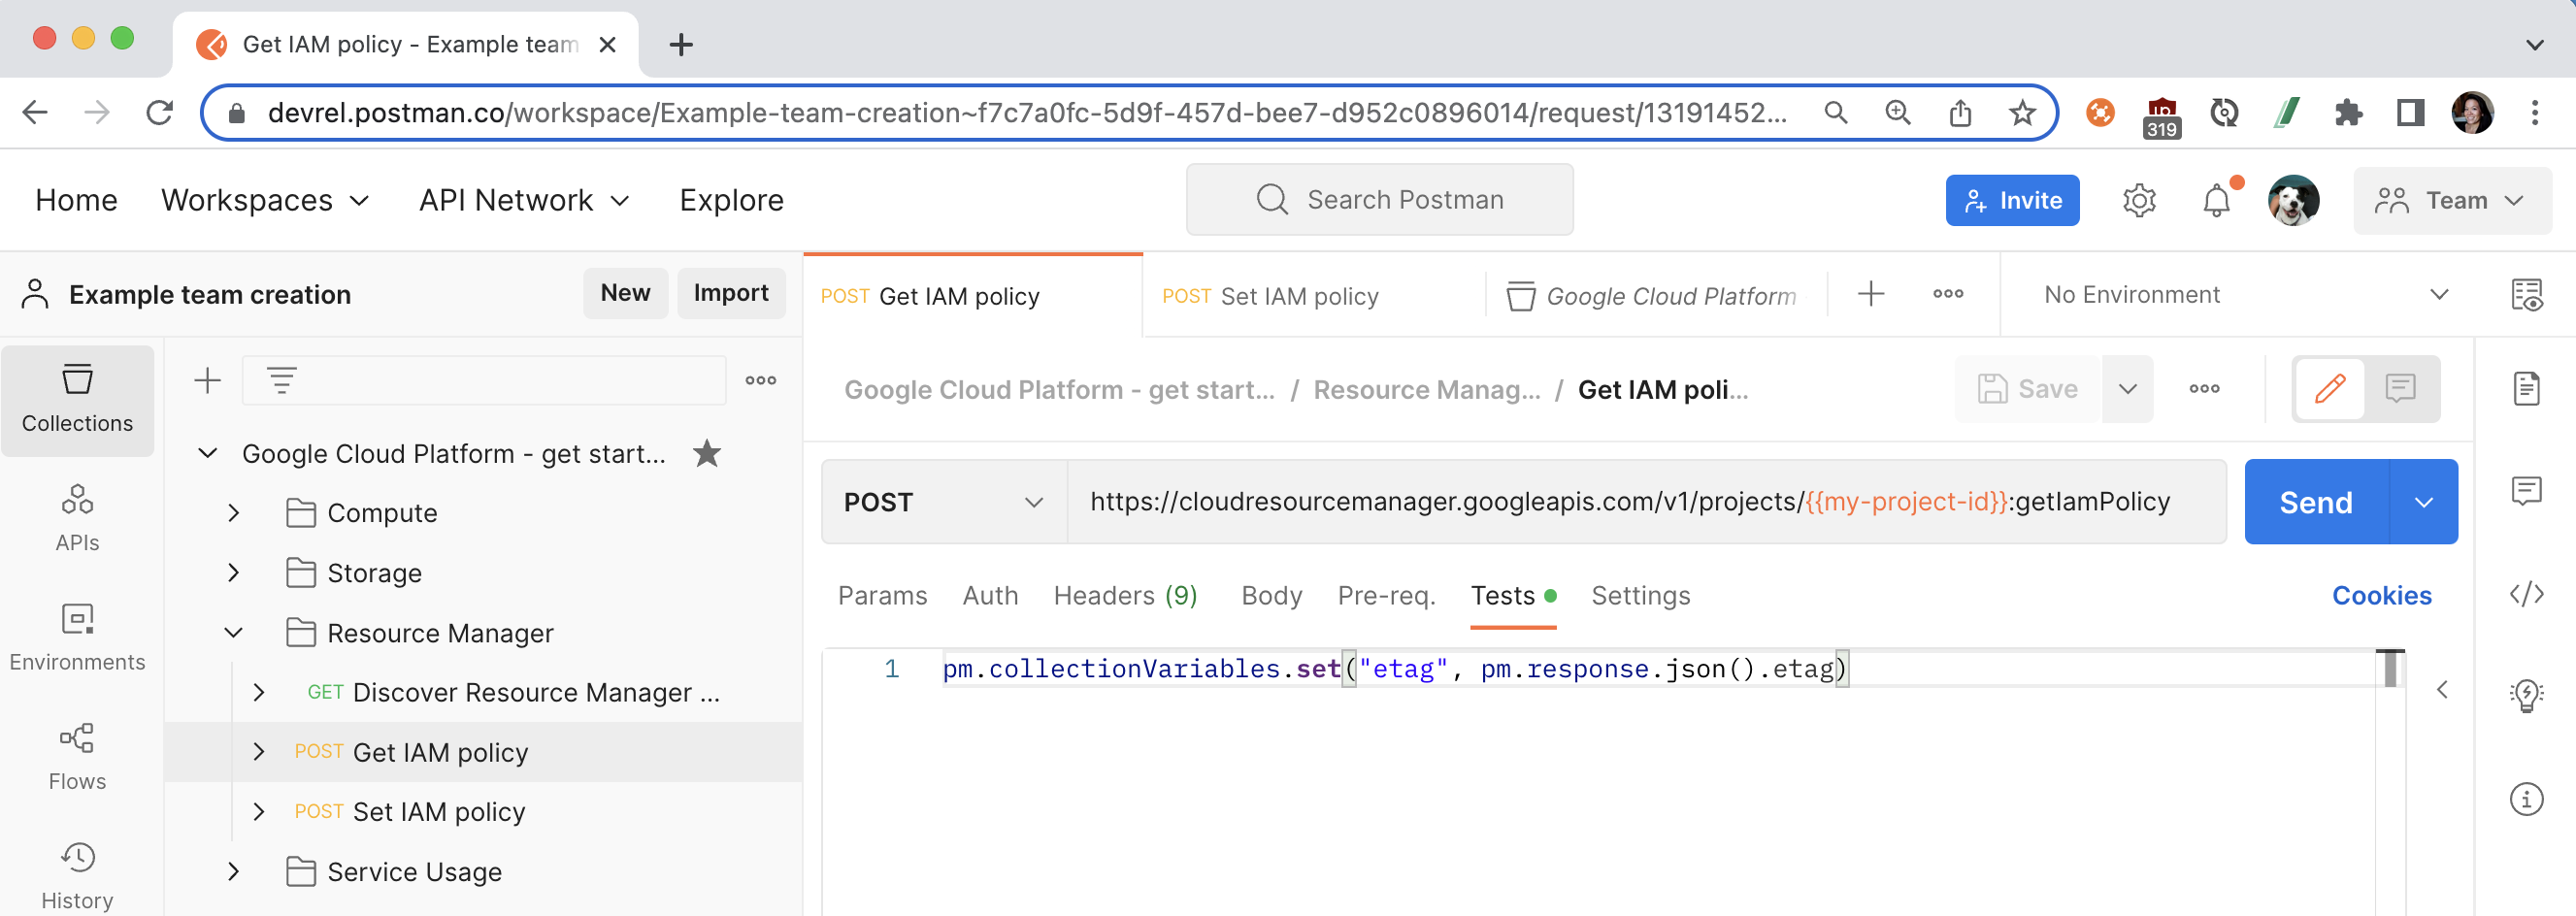 Get IAM policy - Example team
devrel.postman.co/workspace/Example-team-creation~f7c7a0fc-5d9f-457d-bee7-d952c0896014/request/13191452...
319
Home Workspaces API Network Explore Search Postman Invite Team
Example team creation New Import
POST Get IAM policy POST Set IAM policy Google Cloud Platform No Environment
Collections
APIs
Environments
Flows
History
Google Cloud Platform - get start...
Compute
Storage
Resource Manager
GET Discover Resource Manager ...
POST Get IAM policy
POST Set IAM policy
Service Usage
Google Cloud Platform - get start... / Resource Manag... / Get IAM poli... Save
POST https://cloudresourcemanager.googleapis.com/v1/projects/{{my-project-id}}:getIamPolicy Send
Params Auth Headers (9) Body Pre-req. Tests Settings Cookies
1 pm.collectionVariables.set("etag", pm.response.json().etag)